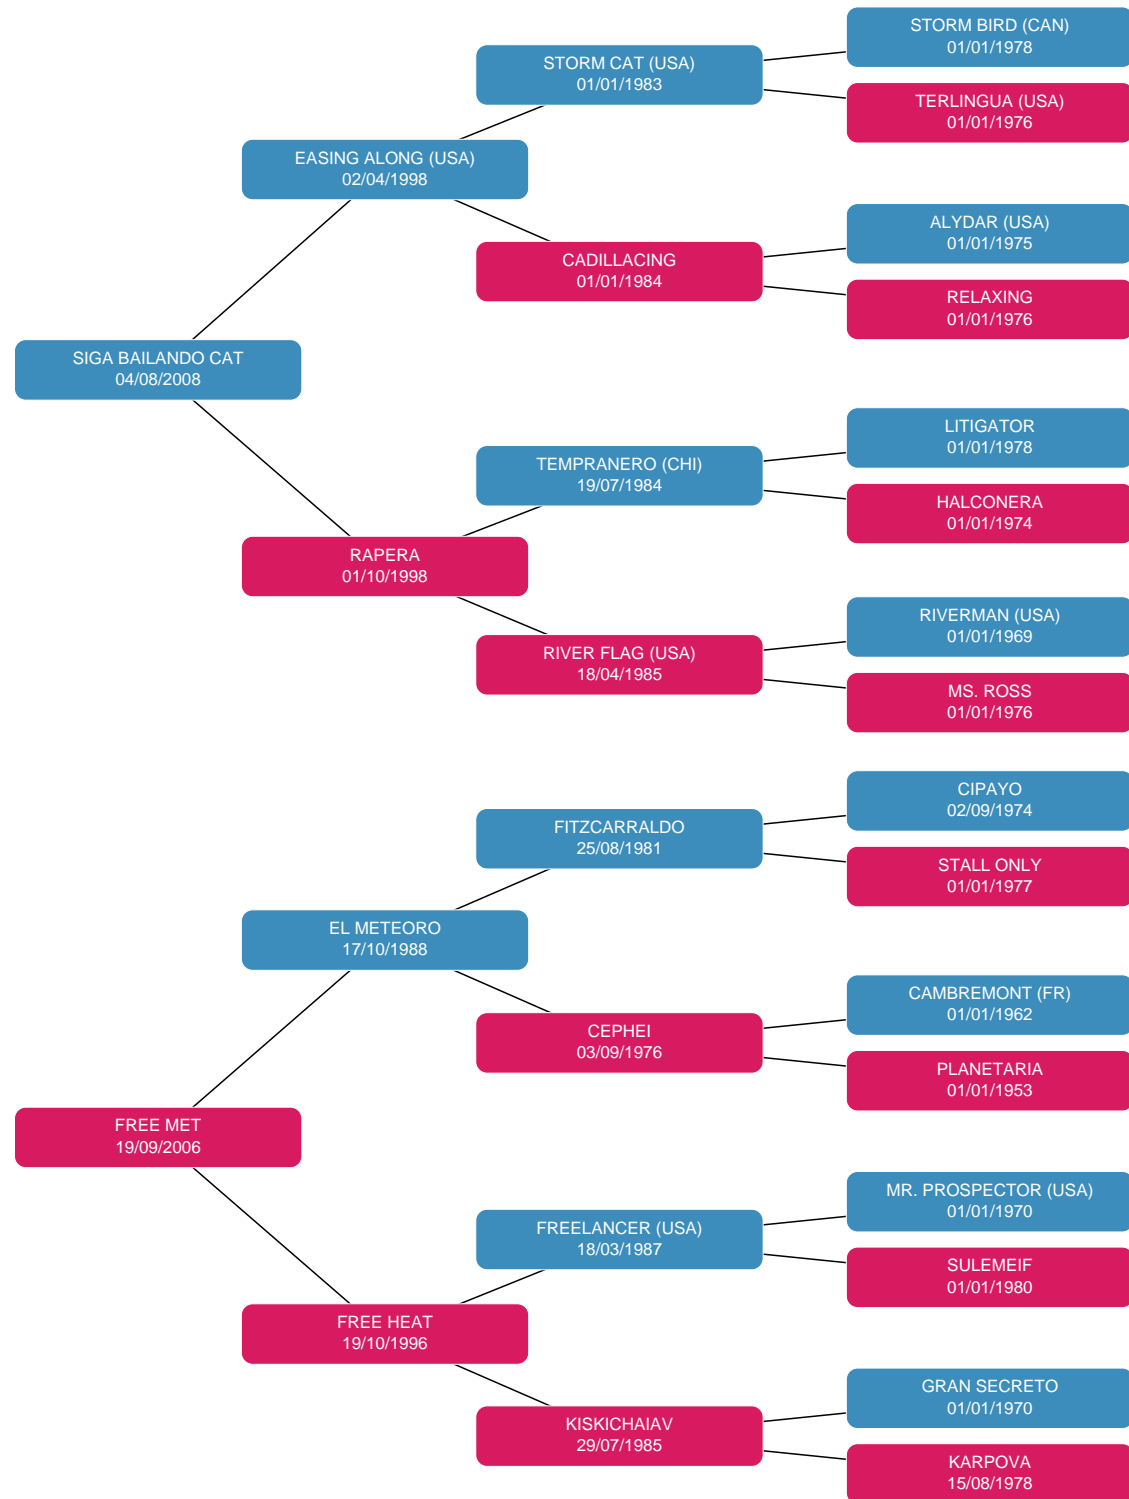 STORM BIRD (CAN)
01/01/1978
STORM CAT (USA)
01/01/1983
TERLINGUA (USA)
01/01/1976
EASING ALONG (USA)
02/04/1998
ALYDAR (USA)
01/01/1975
CADILLACING
01/01/1984
RELAXING
01/01/1976
SIGA BAILANDO CAT
04/08/2008
LITIGATOR
01/01/1978
TEMPRANERO (CHI)
19/07/1984
HALCONERA
01/01/1974
RAPERA
01/10/1998
RIVERMAN (USA)
01/01/1969
RIVER FLAG (USA)
18/04/1985
MS. ROSS
01/01/1976
CIPAYO
02/09/1974
FITZCARRALDO
25/08/1981
STALL ONLY
01/01/1977
EL METEORO
17/10/1988
CAMBREMONT (FR)
01/01/1962
CEPHEI
03/09/1976
PLANETARIA
01/01/1953
FREE MET
19/09/2006
MR. PROSPECTOR (USA)
01/01/1970
FREELANCER (USA)
18/03/1987
SULEMEIF
01/01/1980
FREE HEAT
19/10/1996
GRAN SECRETO
01/01/1970
KISKICHAIAV
29/07/1985
KARPOVA
15/08/1978